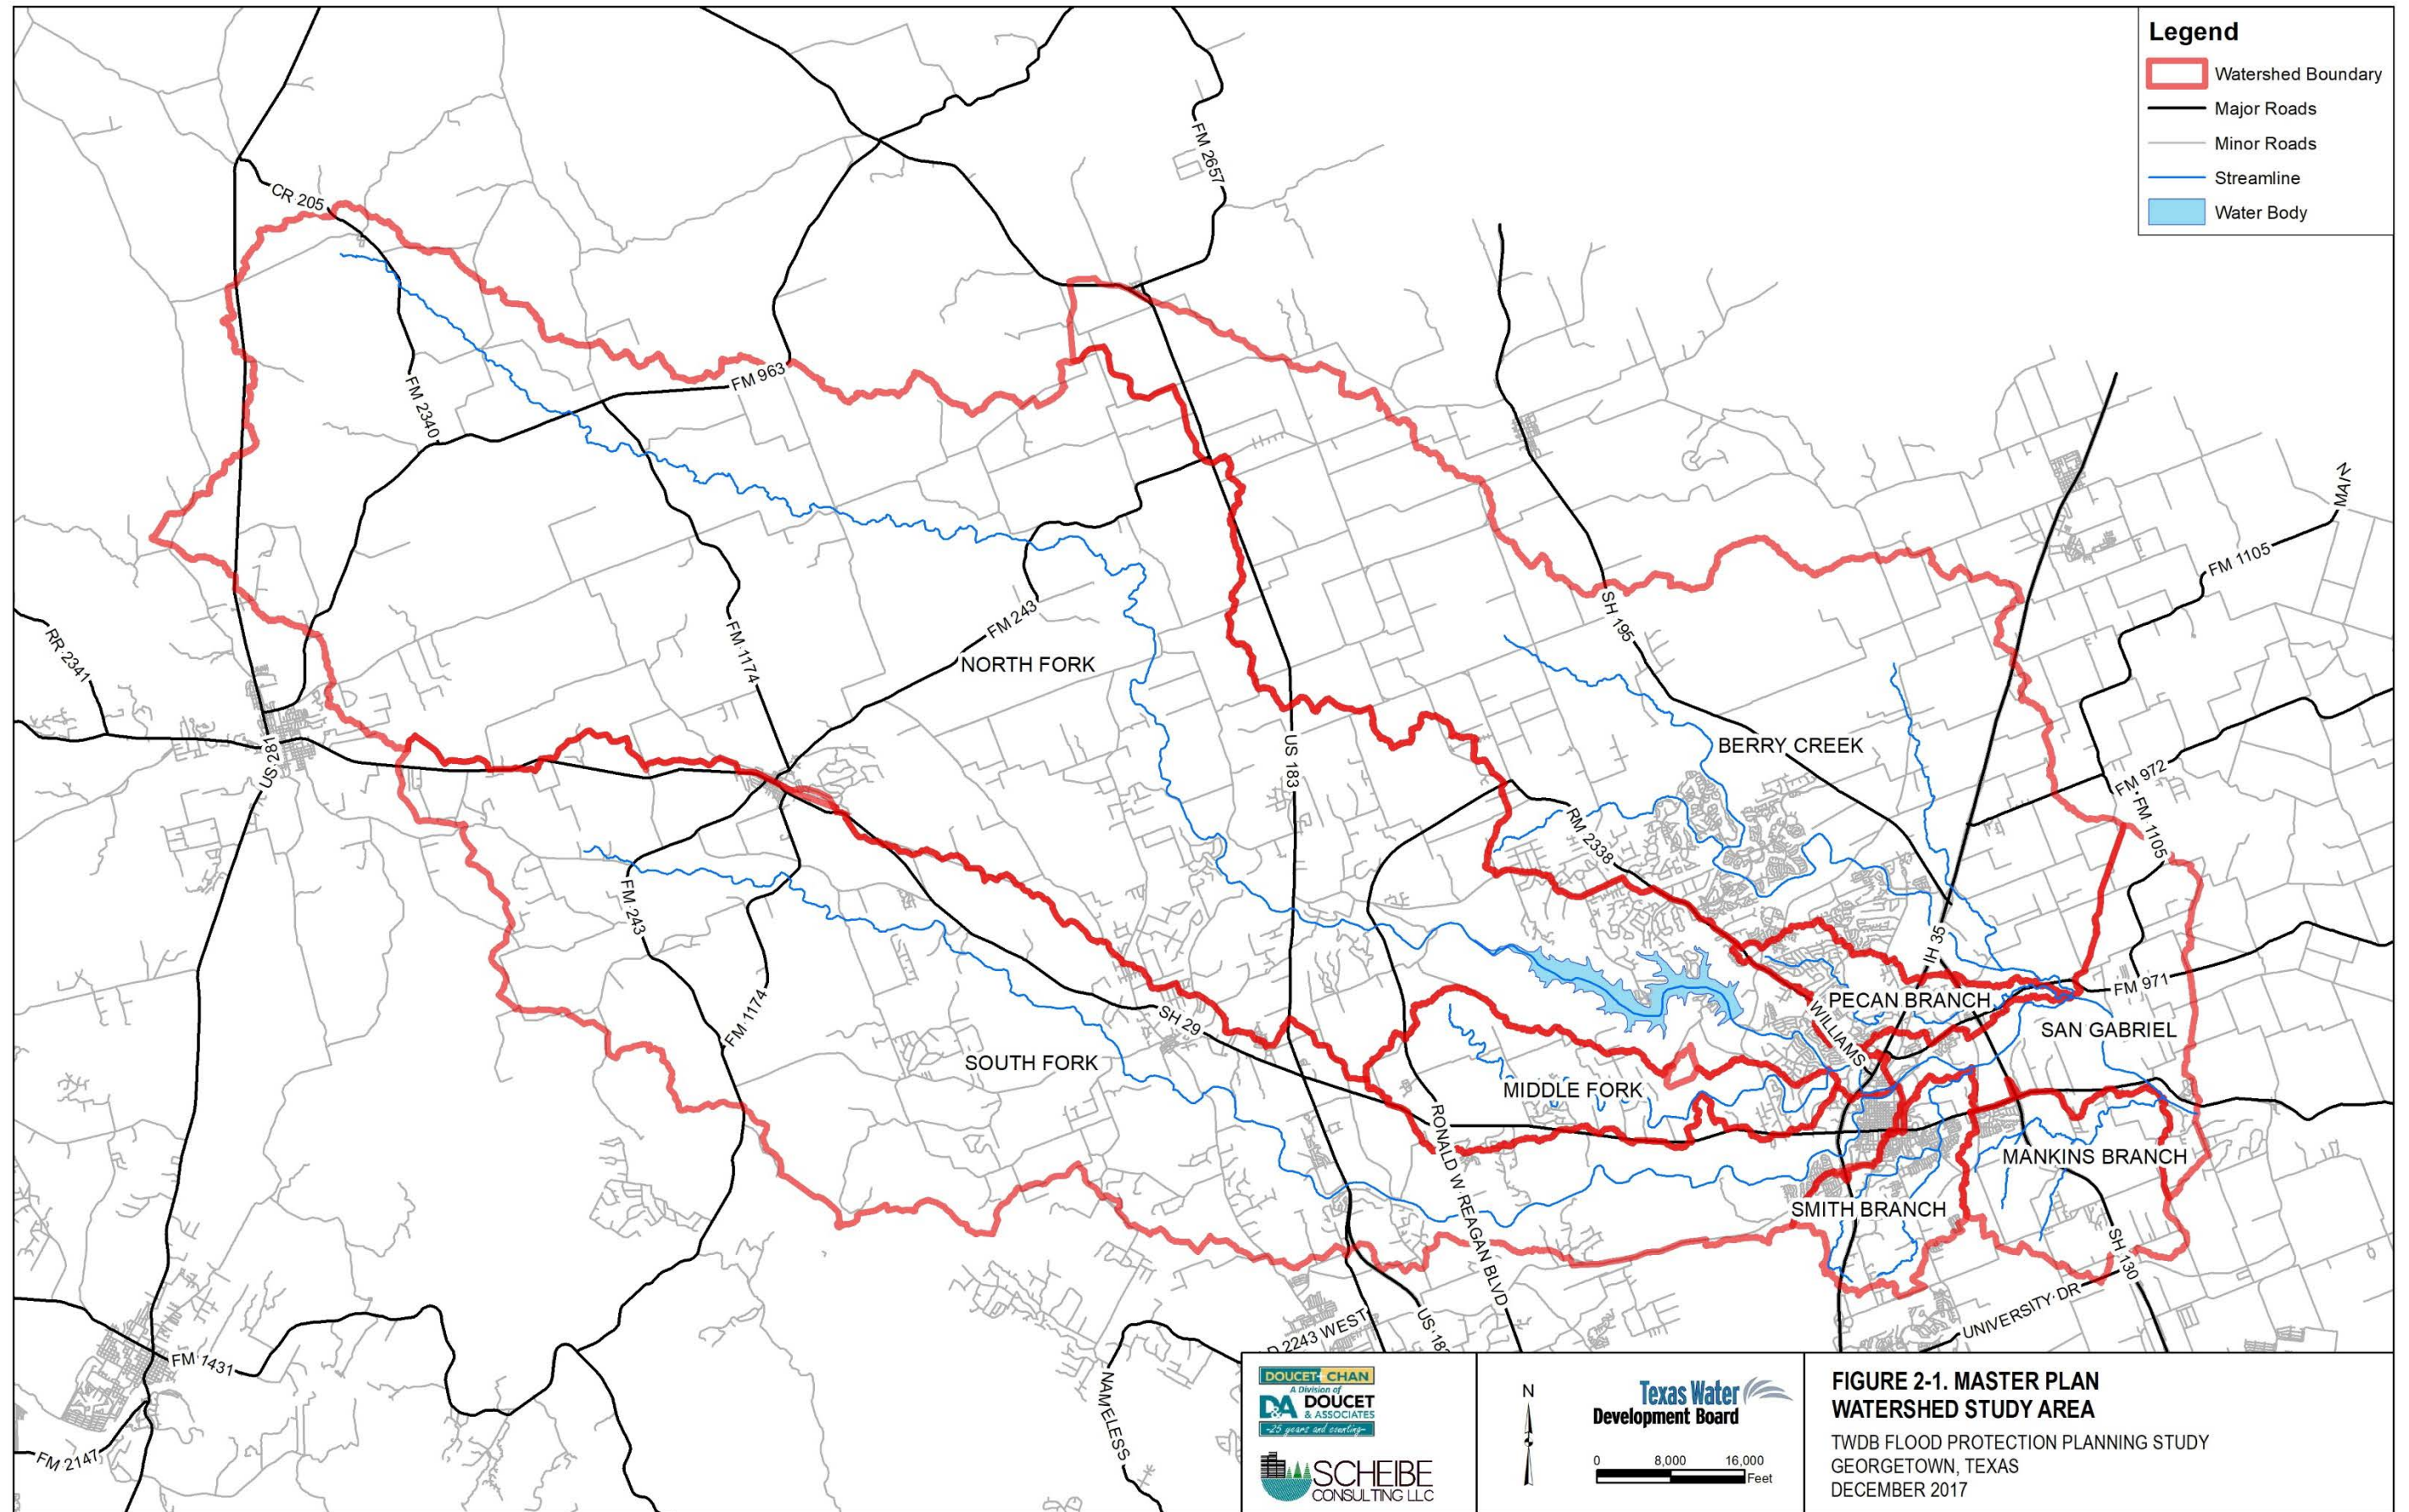 Legend
Watershed Boundary
Major Roads
Minor Roads
Streamline
Water Body
FM 2657
CR 205
FM 963
FM 2340
MAIN
FM 1105
SH 195
RR 2341
FM 243
FM 1174
NORTH FORK
US 281
US 183
BERRY CREEK
FM 972
FM 1105
RM 2338
FM 243
IH 35
FM 971
PECAN BRANCH
WILLIAMS
SAN GABRIEL
FM 1174
SH 29
SOUTH FORK
MIDDLE FORK
RONALD W REAGAN BLVD
MANKINS BRANCH
SMITH BRANCH
SH 130
UNIVERSITY DR
2243 WEST
US 183
FM 1431
NAMELESS
FM 2147
DOUCET+CHAN
A Division of
D&A DOUCET
& ASSOCIATES
-25 years and counting-
SCHEIBE
CONSULTING LLC
N
Texas Water
Development Board
0 8,000 16,000
Feet
FIGURE 2-1. MASTER PLAN
WATERSHED STUDY AREA
TWDB FLOOD PROTECTION PLANNING STUDY
GEORGETOWN, TEXAS
DECEMBER 2017